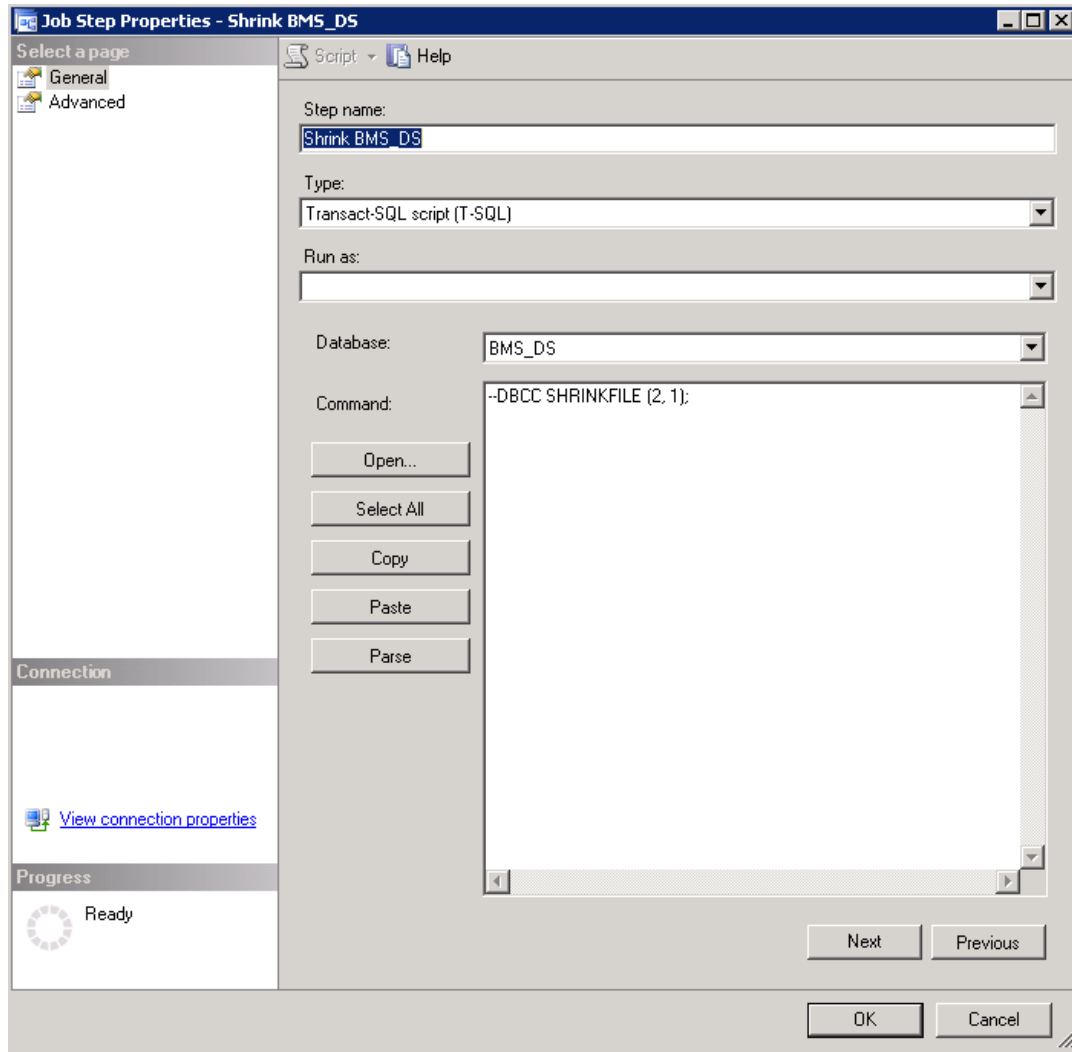 Job Step Properties - Shrink BMS_DS
Select a page
General
Advanced
Script
Help
Step name:
Shrink BMS_DS
Type:
Transact-SQL script (T-SQL)
Run as:
Database:
BMS_DS
Command:
--DBCC SHRINKFILE (2, 1);
Open...
Select All
Copy
Paste
Parse
Connection
View connection properties
Progress
Ready
Next
Previous
OK
Cancel